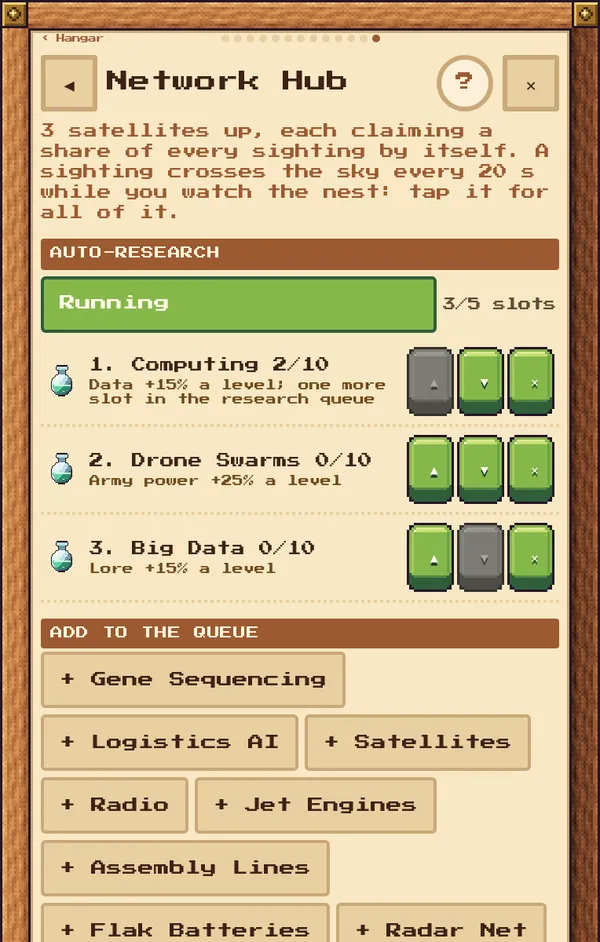 ‹ Hangar
Network Hub
?
×
3 satellites up, each claiming a
share of every sighting by itself. A
sighting crosses the sky every 20 s
while you watch the nest: tap it for
all of it.
AUTO-RESEARCH
Running
3/5 slots
1. Computing 2/10
Data +15% a level; one more
slot in the research queue
×
2. Drone Swarms 0/10
Army power +25% a level
×
3. Big Data 0/10
Lore +15% a level
×
ADD TO THE QUEUE
+ Gene Sequencing
+ Logistics AI
+ Satellites
+ Radio
+ Jet Engines
+ Assembly Lines
+ Flak Batteries
+ Radar Net